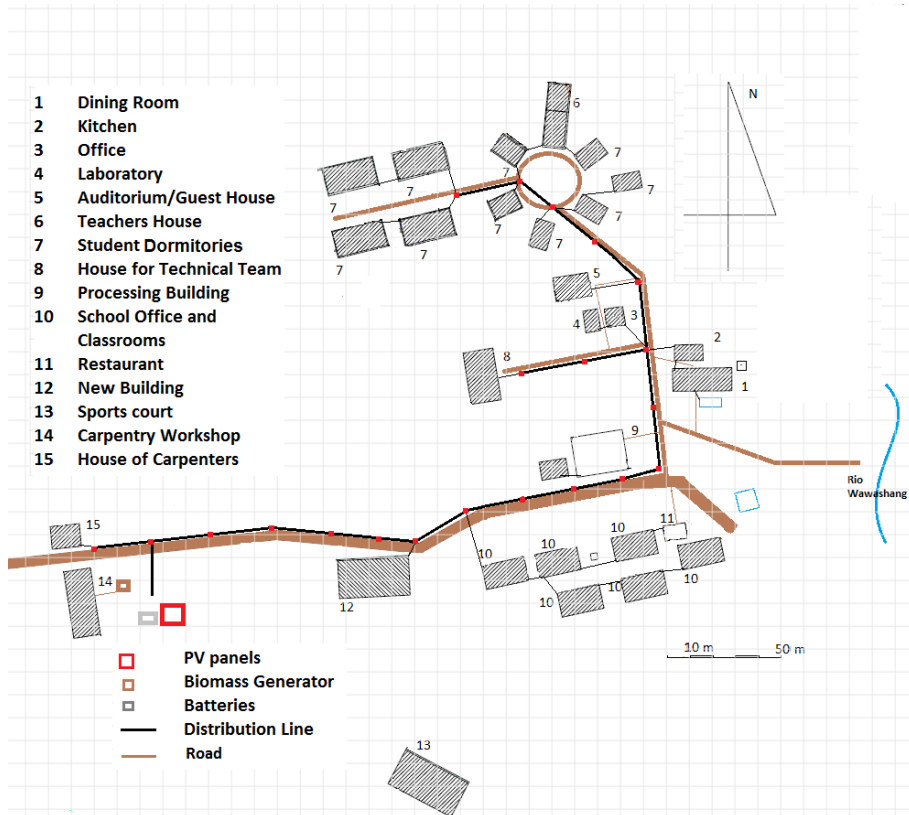 N
1 Dining Room
2 Kitchen
3 Office
4 Laboratory
5 Auditorium/Guest House
6 Teachers House
7 Student Dormitories
8 House for Technical Team
9 Processing Building
10 School Office and
Classrooms
11 Restaurant
12 New Building
13 Sports court
14 Carpentry Workshop
15 House of Carpenters
6
7
7
7
7
7
7
7
7
7
7
5
4
3
8
2
1
9
Rio
Wawashang
11
10
10
10
10
10
10
15
14
12
10 m 50 m
PV panels
Biomass Generator
Batteries
Distribution Line
Road
13